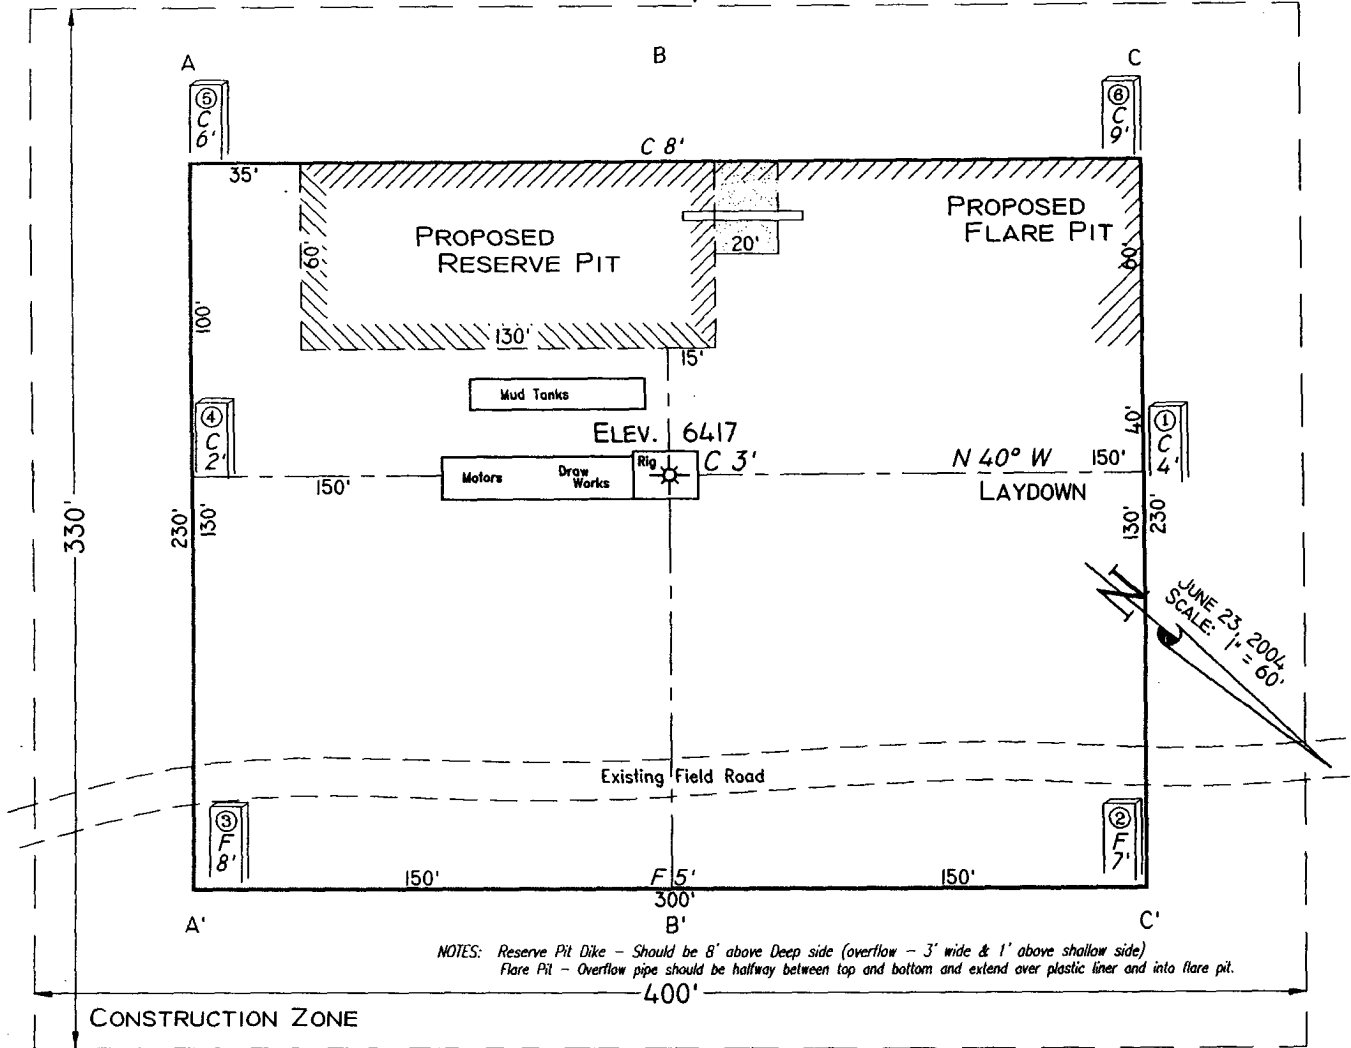 A
B
C
⑤
C
6'
⑥
C
9'
C 8'
35'
PROPOSED
RESERVE PIT
60'
20'
PROPOSED
FLARE PIT
60'
100'
130'
15'
Mud Tanks
④
C
2'
ELEV. 6417
Rig
C 3'
N 40° W
150'
40'
①
C
4'
Motors
Draw
Works
150'
LAYDOWN
330'
230'
130'
130'
230'
N
JUNE 23, 2004
SCALE: 1" = 60'
Existing Field Road
③
F
8'
②
F
7'
150'
F 5'
150'
300'
A'
B'
C'
NOTES: Reserve Pit Dike - Should be 8' above Deep side (overflow - 3' wide & 1' above shallow side)
Flare Pit - Overflow pipe should be halfway between top and bottom and extend over plastic liner and into flare pit.
400'
CONSTRUCTION ZONE